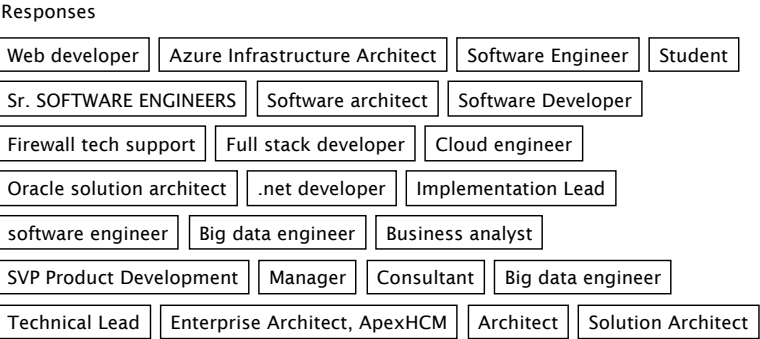 Responses
Web developer Azure Infrastructure Architect Software Engineer Student
Sr. SOFTWARE ENGINEERS Software architect Software Developer
Firewall tech support Full stack developer Cloud engineer
Oracle solution architect .net developer Implementation Lead
software engineer Big data engineer Business analyst
SVP Product Development Manager Consultant Big data engineer
Technical Lead Enterprise Architect, ApexHCM Architect Solution Architect